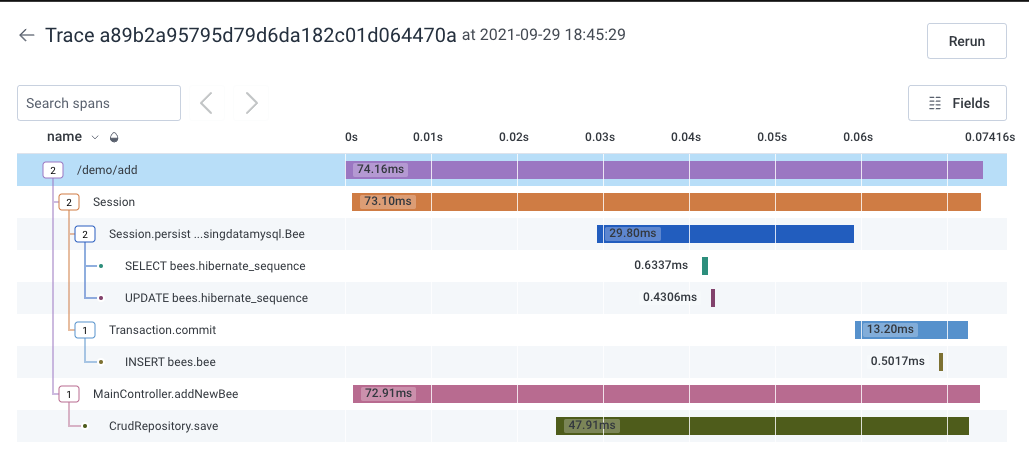 Trace a89b2a95795d79d6da182c01d064470a at 2021-09-29 18:45:29
Rerun
Search spans
Fields
name 0s 0.01s 0.02s 0.03s 0.04s 0.05s 0.06s 0.07416s
2 /demo/add 74.16ms
2 Session 73.10ms
2 Session.persist ...singdatamysql.Bee 29.80ms
SELECT bees.hibernate_sequence 0.6337ms
UPDATE bees.hibernate_sequence 0.4306ms
1 Transaction.commit 13.20ms
INSERT bees.bee 0.5017ms
1 MainController.addNewBee 72.91ms
CrudRepository.save 47.91ms